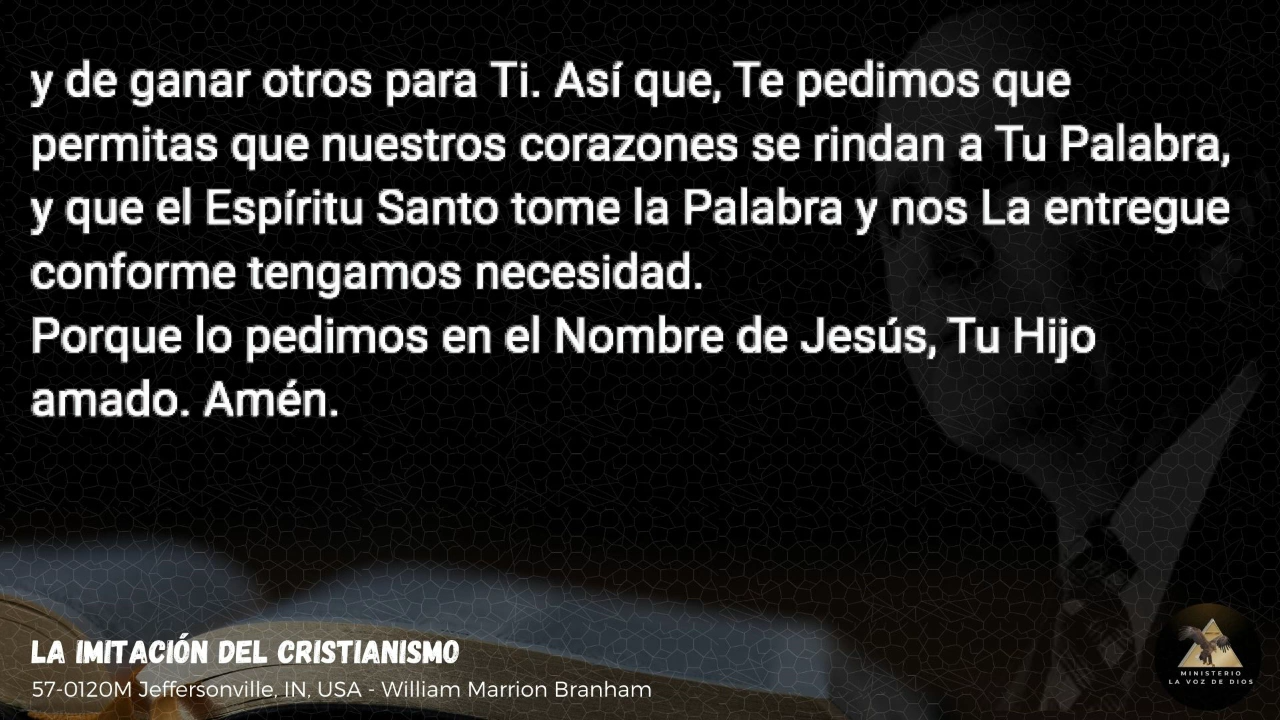 y de ganar otros para Ti. Así que, Te pedimos que
permitas que nuestros corazones se rindan a Tu Palabra,
y que el Espíritu Santo tome la Palabra y nos La entregue
conforme tengamos necesidad.
Porque lo pedimos en el Nombre de Jesús, Tu Hijo
amado. Amén.
LA IMITACIÓN DEL CRISTIANISMO
57-0120M Jeffersonville, IN, USA - William Marrion Branham
MINISTERIO
LA VOZ DE DIOS